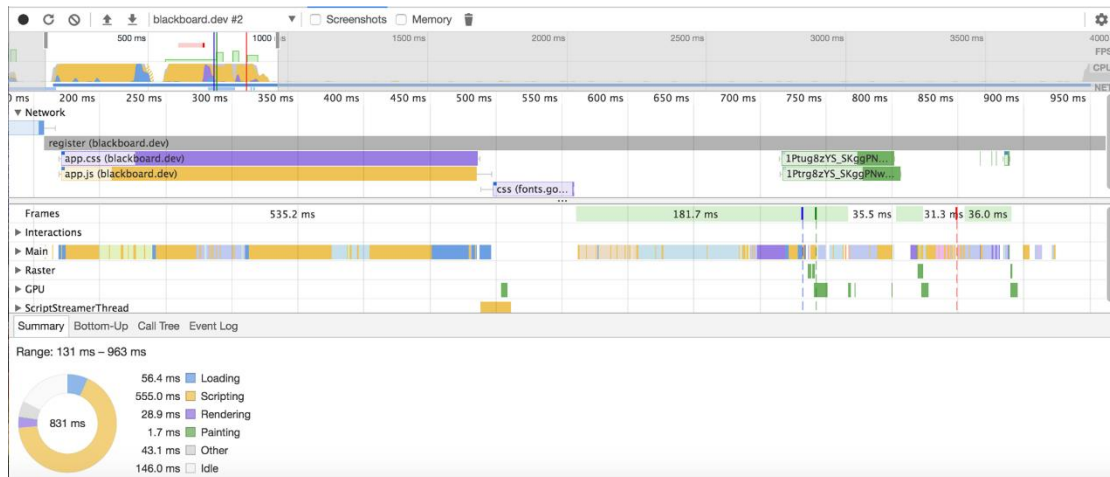 blackboard.dev #2 Screenshots Memory
500 ms 1000 s 1500 ms 2000 ms 2500 ms 3000 ms 3500 ms 4000
FPS
CPU
NET
ms 200 ms 250 ms 300 ms 350 ms 400 ms 450 ms 500 ms 550 ms 600 ms 650 ms 700 ms 750 ms 800 ms 850 ms 900 ms 950 ms
Network
register (blackboard.dev)
app.css (blackboard.dev) 1Ptug8zYS_SKggPN...
app.js (blackboard.dev) 1Ptrg8zYS_SKggPNw...
css (fonts.go...
...
Frames 535.2 ms 181.7 ms 35.5 ms 31.3 ms 36.0 ms
Interactions
Main
Raster
GPU
ScriptStreamerThread
Summary Bottom-Up Call Tree Event Log
Range: 131 ms – 963 ms
56.4 ms Loading
555.0 ms Scripting
28.9 ms Rendering
831 ms
1.7 ms Painting
43.1 ms Other
146.0 ms Idle